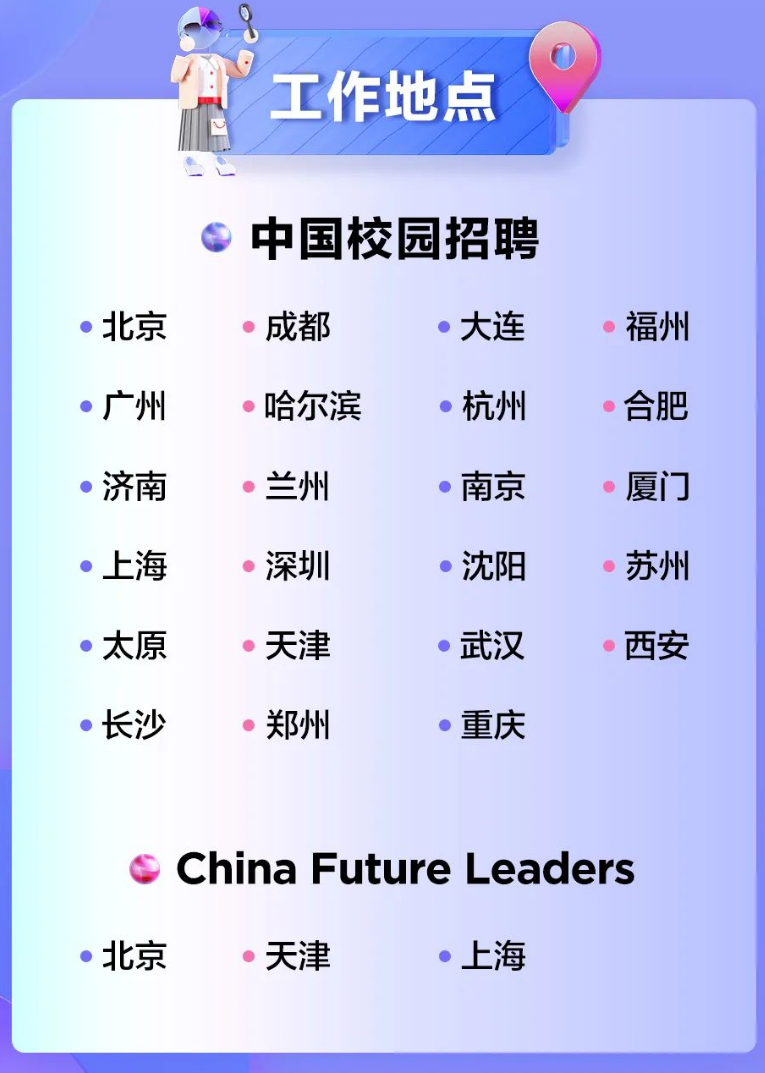 工作地点
中国校园招聘
北京 成都 大连 福州
广州 哈尔滨 杭州 合肥
济南 兰州 南京 厦门
上海 深圳 沈阳 苏州
太原 天津 武汉 西安
长沙 郑州 重庆
China Future Leaders
北京 天津 上海